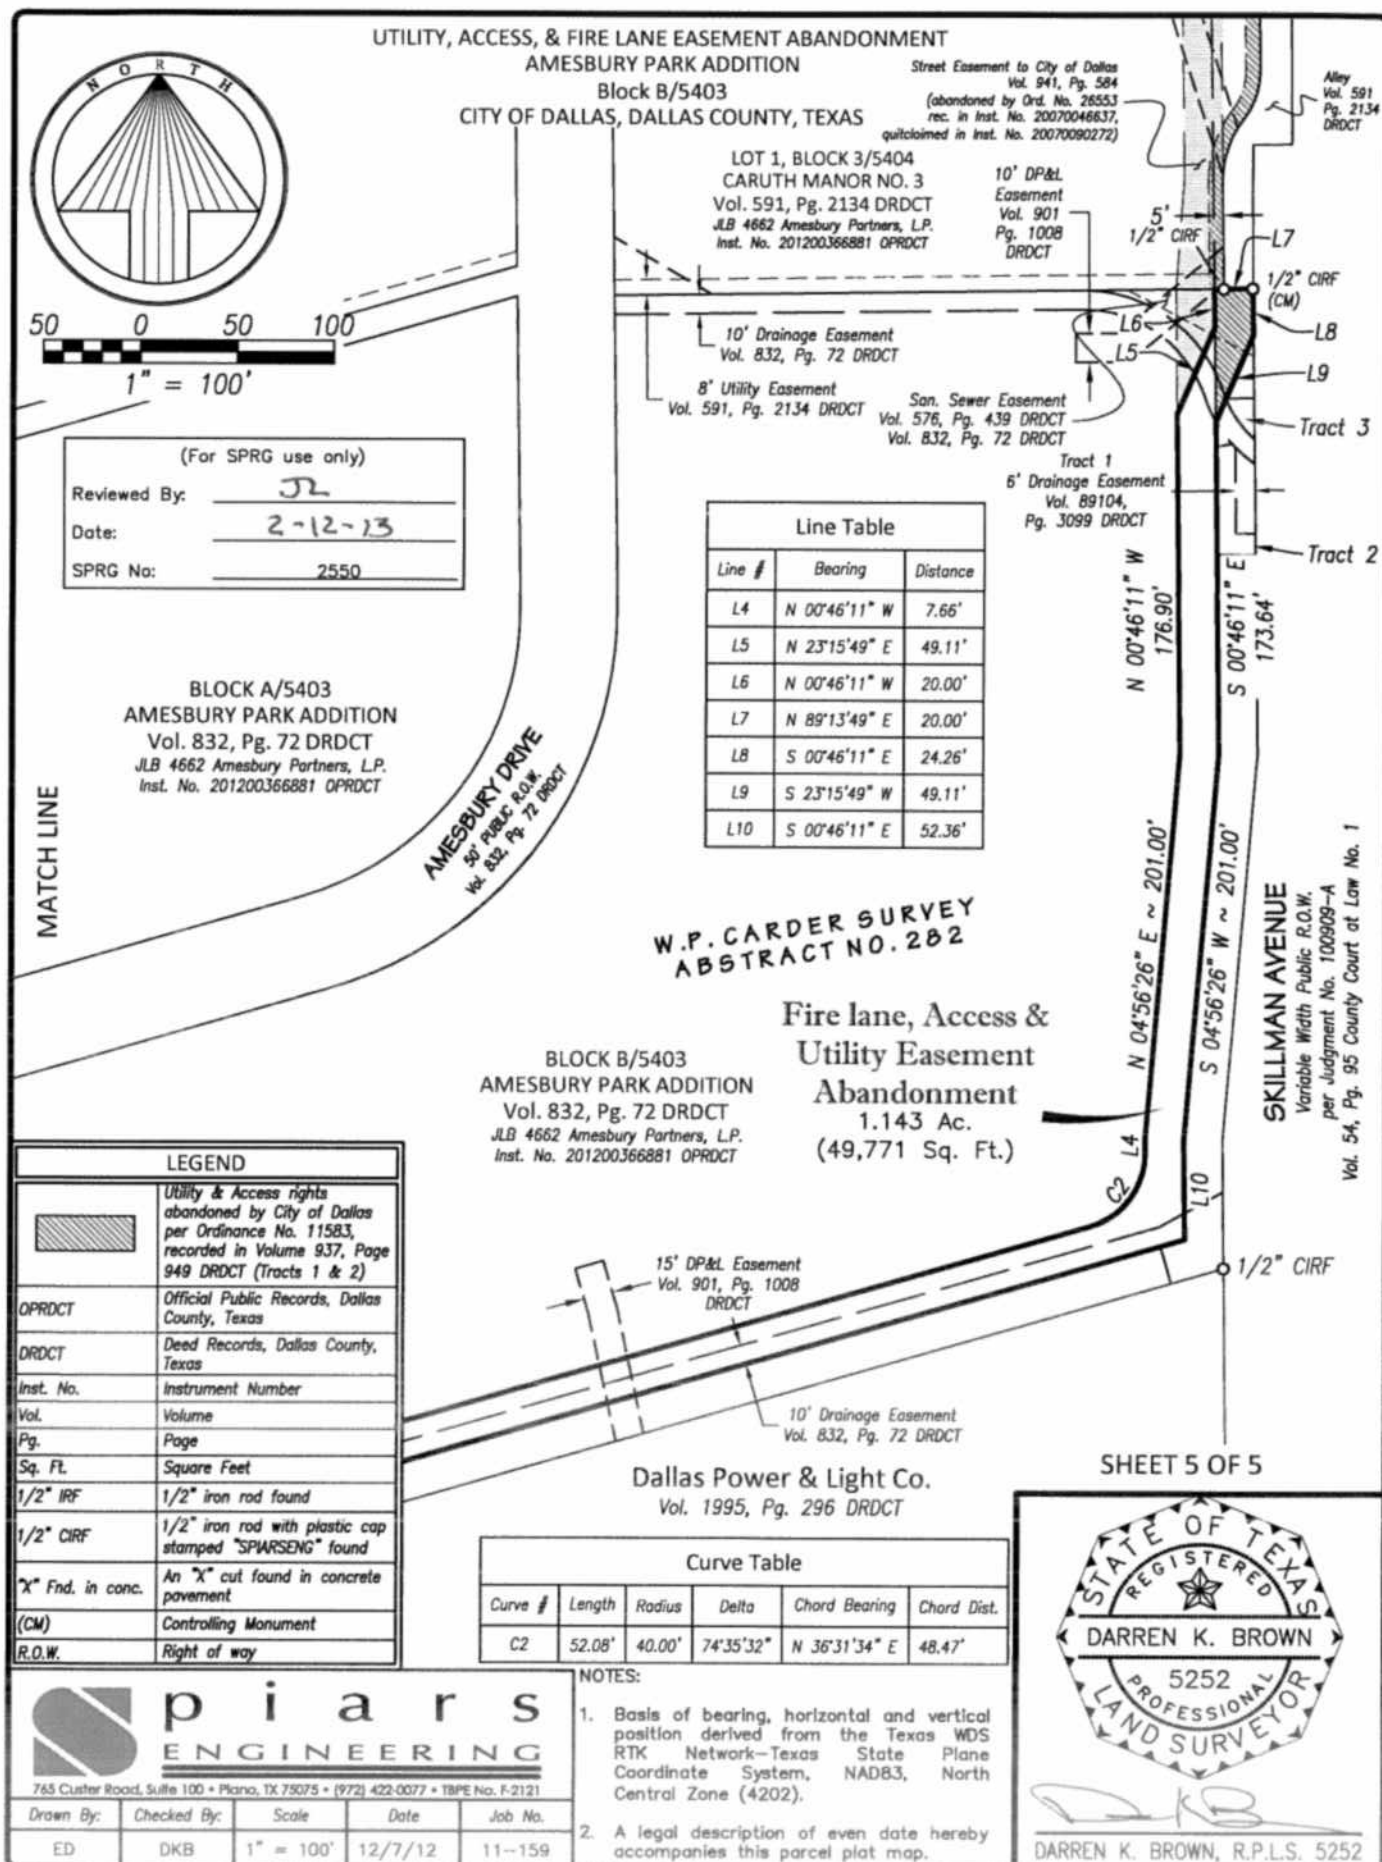 UTILITY, ACCESS, & FIRE LANE EASEMENT ABANDONMENT
AMESBURY PARK ADDITION
Block B/5403
CITY OF DALLAS, DALLAS COUNTY, TEXAS
NORTH
50 0 50 100
1" = 100'
Street Easement to City of Dallas
Vol. 941, Pg. 584
(abandoned by Ord. No. 26553
rec. in Inst. No. 20070046637,
quitclaimed in Inst. No. 20070090272)
Alley
Vol. 591
Pg. 2134
DRDCT
LOT 1, BLOCK 3/5404
CARUTH MANOR NO. 3
Vol. 591, Pg. 2134 DRDCT
JLB 4662 Amesbury Partners, L.P.
Inst. No. 201200366881 OPRDCT
10' DP&L
Easement
Vol. 901
Pg. 1008
DRDCT
5'
1/2" CIRF
L7
1/2" CIRF
(CM)
L6
L8
L5
L9
10' Drainage Easement
Vol. 832, Pg. 72 DRDCT
8' Utility Easement
Vol. 591, Pg. 2134 DRDCT
San. Sewer Easement
Vol. 576, Pg. 439 DRDCT
Vol. 832, Pg. 72 DRDCT
Tract 3
Tract 1
6' Drainage Easement
Vol. 89104,
Pg. 3099 DRDCT
Tract 2
(For SPRG use only)
Reviewed By: JL
Date: 2-12-13
SPRG No: 2550
Line Table
Line # Bearing Distance
L4 N 00°46'11" W 7.66'
L5 N 23°15'49" E 49.11'
L6 N 00°46'11" W 20.00'
L7 N 89°13'49" E 20.00'
L8 S 00°46'11" E 24.26'
L9 S 23°15'49" W 49.11'
L10 S 00°46'11" E 52.36'
N 00°46'11" W
176.90'
S 00°46'11" E
173.64'
BLOCK A/5403
AMESBURY PARK ADDITION
Vol. 832, Pg. 72 DRDCT
JLB 4662 Amesbury Partners, L.P.
Inst. No. 201200366881 OPRDCT
MATCH LINE
AMESBURY DRIVE
50' PUBLIC R.O.W.
Vol. 832, Pg. 72 DRDCT
W.P. CARDER SURVEY
ABSTRACT NO. 282
N 04°56'26" E ~ 201.00'
S 04°56'26" W ~ 201.00'
SKILLMAN AVENUE
Variable Width Public R.O.W.
per Judgment No. 100909-A
Vol. 54, Pg. 95 County Court at Law No. 1
Fire lane, Access &
Utility Easement
Abandonment
1.143 Ac.
(49,771 Sq. Ft.)
BLOCK B/5403
AMESBURY PARK ADDITION
Vol. 832, Pg. 72 DRDCT
JLB 4662 Amesbury Partners, L.P.
Inst. No. 201200366881 OPRDCT
L4
C2
L10
1/2" CIRF
15' DP&L Easement
Vol. 901, Pg. 1008
DRDCT
10' Drainage Easement
Vol. 832, Pg. 72 DRDCT
Dallas Power & Light Co.
Vol. 1995, Pg. 296 DRDCT
LEGEND
Utility & Access rights
abandoned by City of Dallas
per Ordinance No. 11583,
recorded in Volume 937, Page
949 DRDCT (Tracts 1 & 2)
OPRDCT Official Public Records, Dallas
County, Texas
DRDCT Deed Records, Dallas County,
Texas
Inst. No. Instrument Number
Vol. Volume
Pg. Page
Sq. Ft. Square Feet
1/2" IRF 1/2" iron rod found
1/2" CIRF 1/2" iron rod with plastic cap
stamped "SPIARSENG" found
"X" Fnd. in conc. An "X" cut found in concrete
pavement
(CM) Controlling Monument
R.O.W. Right of way
Curve Table
Curve # Length Radius Delta Chord Bearing Chord Dist.
C2 52.08' 40.00' 74°35'32" N 36°31'34" E 48.47'
SHEET 5 OF 5
STATE OF TEXAS
REGISTERED
DARREN K. BROWN
5252
PROFESSIONAL
LAND SURVEYOR
DARREN K. BROWN, R.P.L.S. 5252
NOTES:
1. Basis of bearing, horizontal and vertical
position derived from the Texas WDS
RTK Network-Texas State Plane
Coordinate System, NAD83, North
Central Zone (4202).
2. A legal description of even date hereby
accompanies this parcel plat map.
Spiars
ENGINEERING
765 Custer Road, Suite 100 • Plano, TX 75075 • (972) 422-0077 • TBPE No. F-2121
Drawn By: Checked By: Scale Date Job No.
ED DKB 1" = 100' 12/7/12 11--159